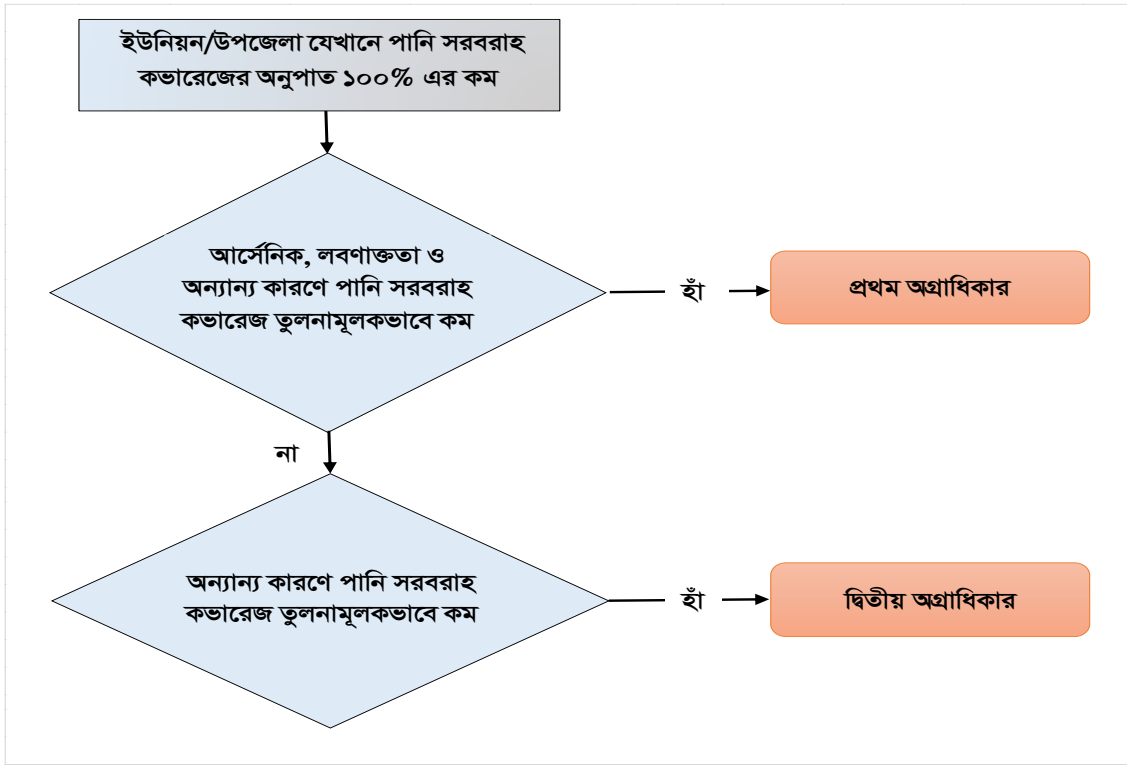 ইউনিয়ন/উপজেলা যেখানে পানি সরবরাহ
কভারেজের অনুপাত ১০০% এর কম
আর্সেনিক, লবণাক্ততা ও
অন্যান্য কারণে পানি সরবরাহ
কভারেজ তুলনামূলকভাবে কম
হাঁ
প্রথম অগ্রাধিকার
না
অন্যান্য কারণে পানি সরবরাহ
কভারেজ তুলনামূলকভাবে কম
হাঁ
দ্বিতীয় অগ্রাধিকার